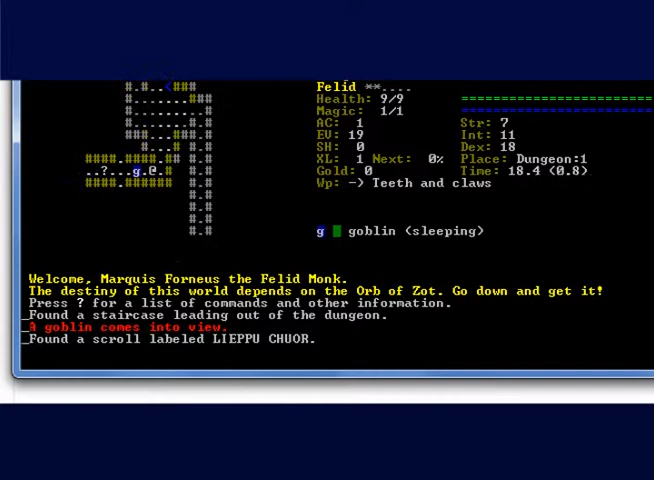 #.#..<###
Felid **....
#.......###
Health: 9/9
#.........#
Magic: 1/1
#.......#.#
AC: 1
Str: 7
###...###.#
EV: 19
Int: 11
#...# #.#
SH: 0
Dex: 18
####.####.## #.#
XL: 1 Next: 0% Place: Dungeon:1
..?...g.@.# #.#
Gold: 0
Time: 18.4 (0.8)
####.###### #.#
Wp: -) Teeth and claws
#.#
#.#
#.#
#.#
g goblin (sleeping)
Welcome, Marquis Forneus the Felid Monk.
The destiny of this world depends on the Orb of Zot. Go down and get it!
Press ? for a list of commands and other information.
_Found a staircase leading out of the dungeon.
_A goblin comes into view.
_Found a scroll labeled LIEPPU CHUOR.